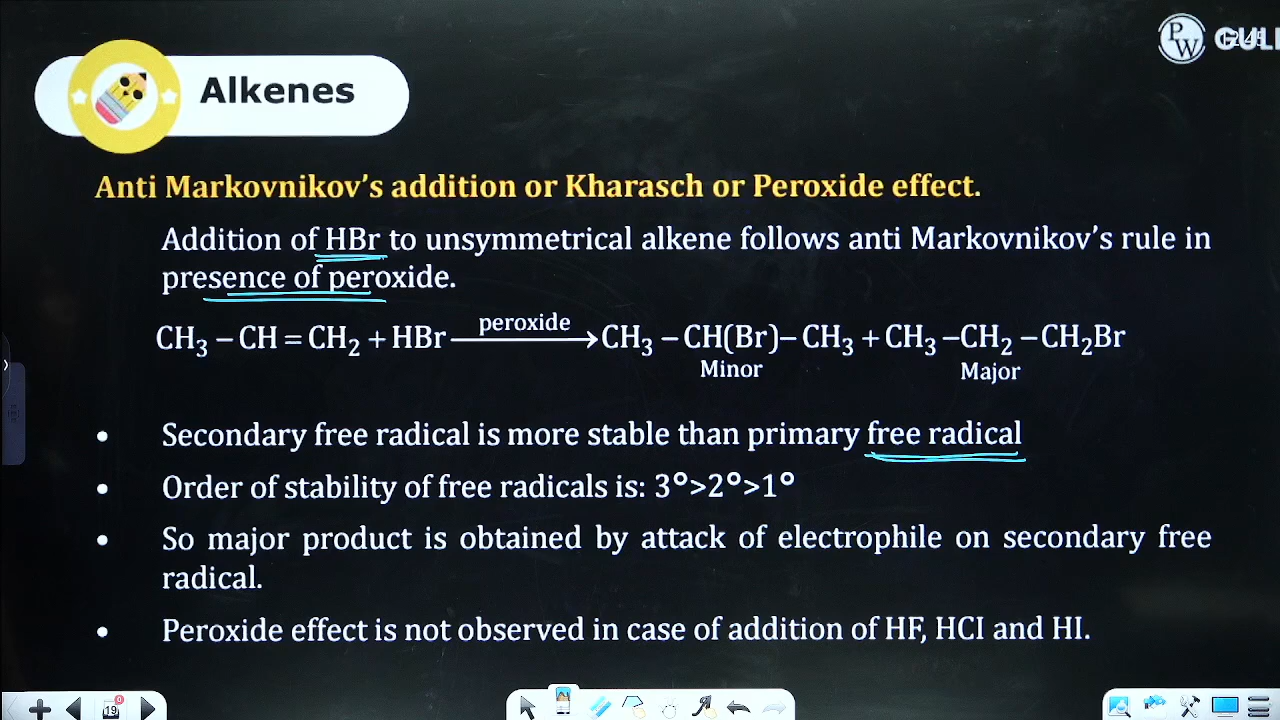 PW
Alkenes
Anti Markovnikov's addition or Kharasch or Peroxide effect.
Addition of HBr to unsymmetrical alkene follows anti Markovnikov's rule in
presence of peroxide.
CH₃ – CH = CH₂ + HBr —peroxide→ CH₃ – CH(Br)– CH₃ + CH₃ –CH₂ –CH₂Br
Minor Major
• Secondary free radical is more stable than primary free radical
• Order of stability of free radicals is: 3°>2°>1°
• So major product is obtained by attack of electrophile on secondary free
radical.
• Peroxide effect is not observed in case of addition of HF, HCI and HI.
19